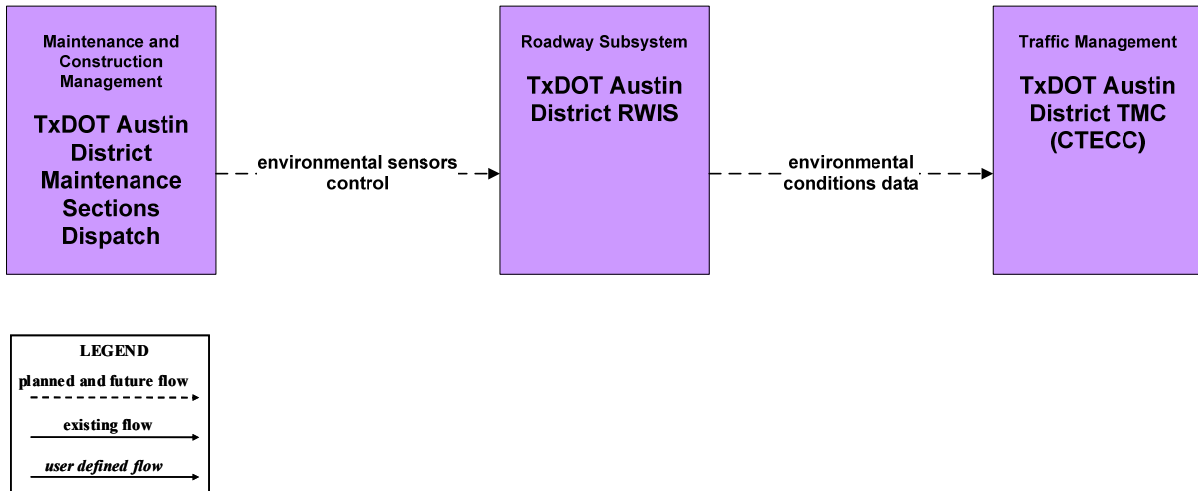 Maintenance and
Construction
Management
TxDOT Austin
District
Maintenance
Sections
Dispatch
environmental sensors
control
Roadway Subsystem
TxDOT Austin
District RWIS
environmental
conditions data
Traffic Management
TxDOT Austin
District TMC
(CTECC)
LEGEND
planned and future flow
existing flow
user defined flow